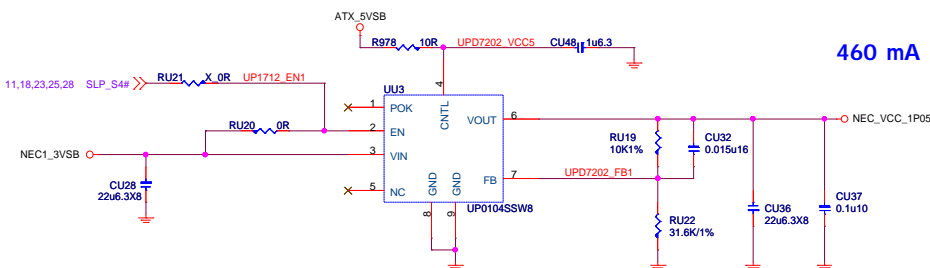 ATX_5VSB
R978 10R UPD7202_VCC5 CU48 1u6.3
460 mA
11,18,23,25,28 SLP_S4# RU21 X_0R UP1712_EN1
UU3
4
1 POK CNTL VOUT 6 NEC_VCC_1P05
RU20 0R
2 EN
RU19
10K1%
CU32
0.015u16
NEC1_3VSB 3 VIN
FB 7 UPD7202_FB1
CU28
22u6.3X8
5 NC GND GND
UP0104SSW8
8 9
RU22
31.6K/1%
CU36
22u6.3X8
CU37
0.1u10